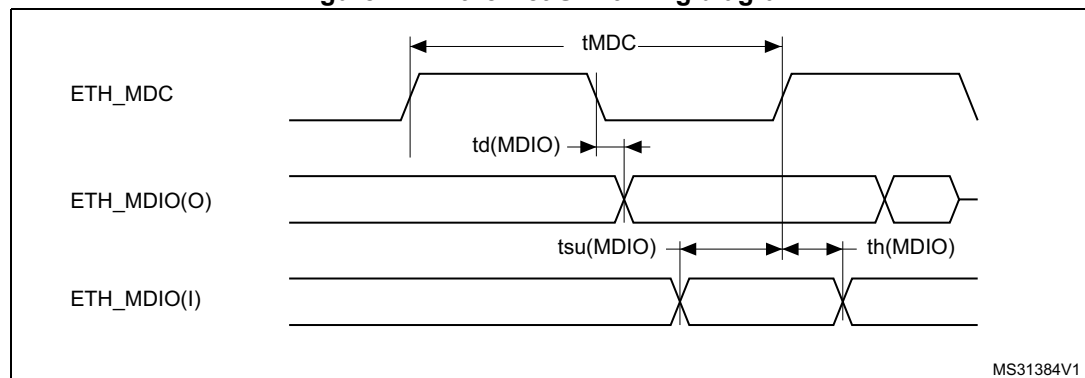 tMDC
ETH_MDC
td(MDIO)
ETH_MDIO(O)
tsu(MDIO) th(MDIO)
ETH_MDIO(I)
MS31384V1